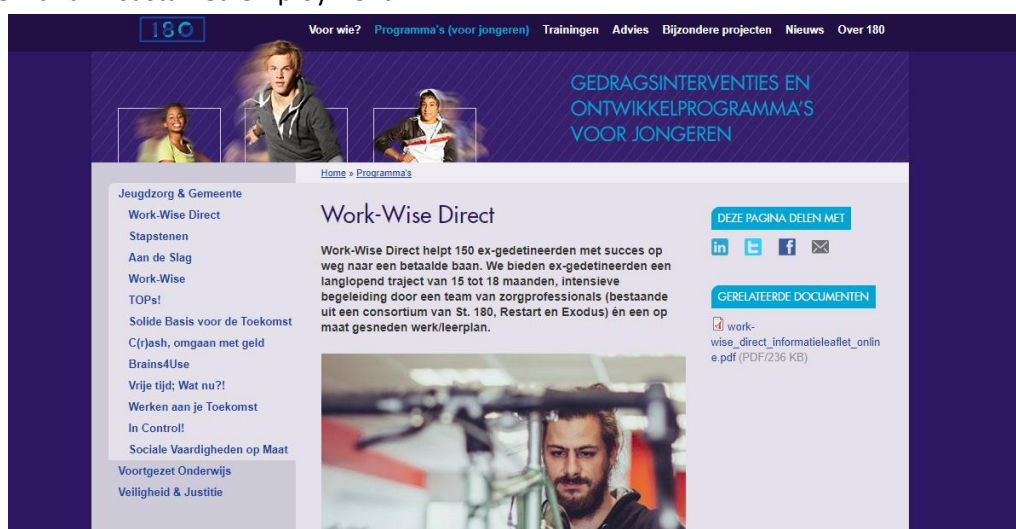 180
Voor wie? Programma's (voor jongeren) Trainingen Advies Bijzondere projecten Nieuws Over 180
GEDRAGSINTERVENTIES EN
ONTWIKKELPROGRAMMA'S
VOOR JONGEREN
Home » Programma's
Jeugdzorg & Gemeente
Work-Wise Direct
Stapstenen
Aan de Slag
Work-Wise
TOPs!
Solide Basis voor de Toekomst
C(r)ash, omgaan met geld
Brains4Use
Vrije tijd; Wat nu?!
Werken aan je Toekomst
In Control!
Sociale Vaardigheden op Maat
Voortgezet Onderwijs
Veiligheid & Justitie
Work-Wise Direct
Work-Wise Direct helpt 150 ex-gedetineerden met succes op
weg naar een betaalde baan. We bieden ex-gedetineerden een
langlopend traject van 15 tot 18 maanden, intensieve
begeleiding door een team van zorgprofessionals (bestaande
uit een consortium van St. 180, Restart en Exodus) én een op
maat gesneden werk/leerplan.
DEZE PAGINA DELEN MET
in
f
GERELATEERDE DOCUMENTEN
work-
wise_direct_informatieleaflet_onlin
e.pdf (PDF/236 KB)